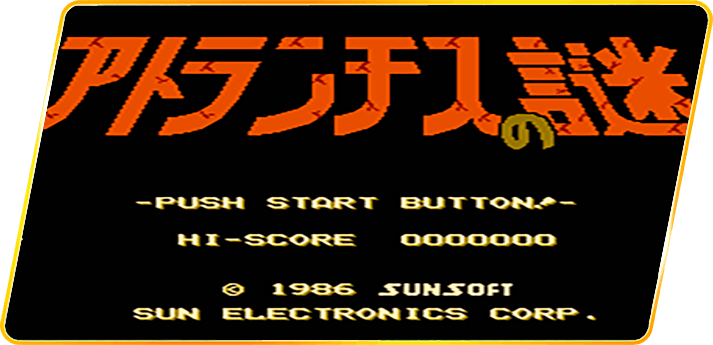 アトランチスの謎
-PUSH START BUTTON!-
HI-SCORE 0000000
© 1986 SUNSOFT
SUN ELECTRONICS CORP.